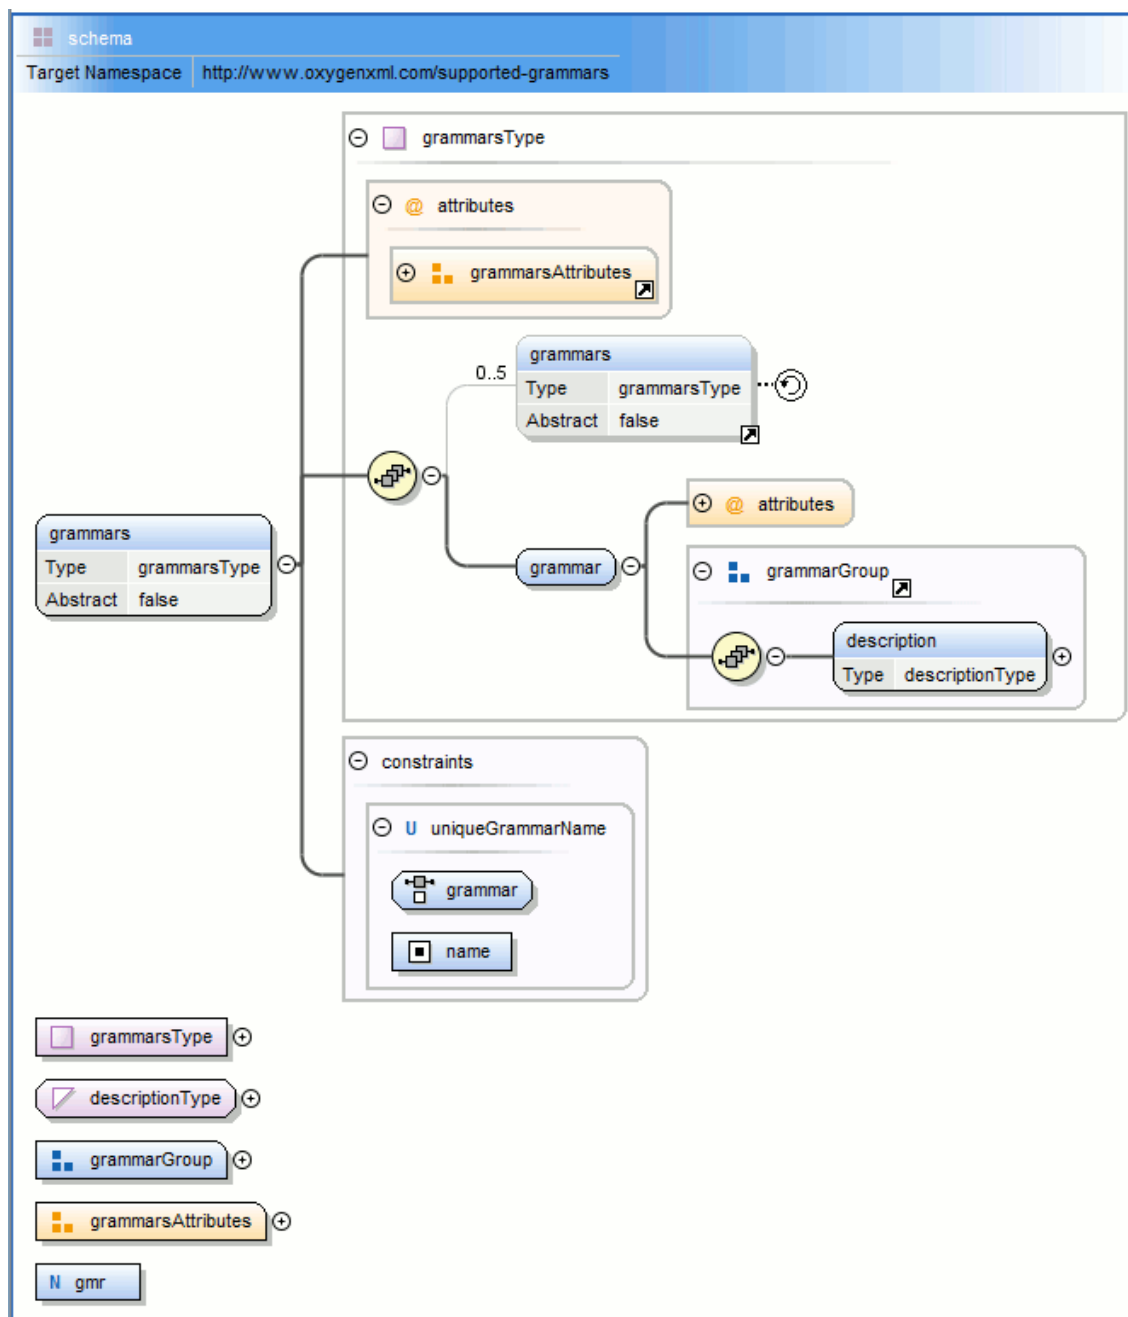 schema
Target Namespace http://www.oxygenxml.com/supported-grammars
grammarsType
@ attributes
grammarsAttributes
0..5
grammars
Type grammarsType
Abstract false
grammars
Type grammarsType
Abstract false
@ attributes
grammar
grammarGroup
description
Type descriptionType
constraints
U uniqueGrammarName
grammar
name
grammarsType
descriptionType
grammarGroup
grammarsAttributes
N gmr